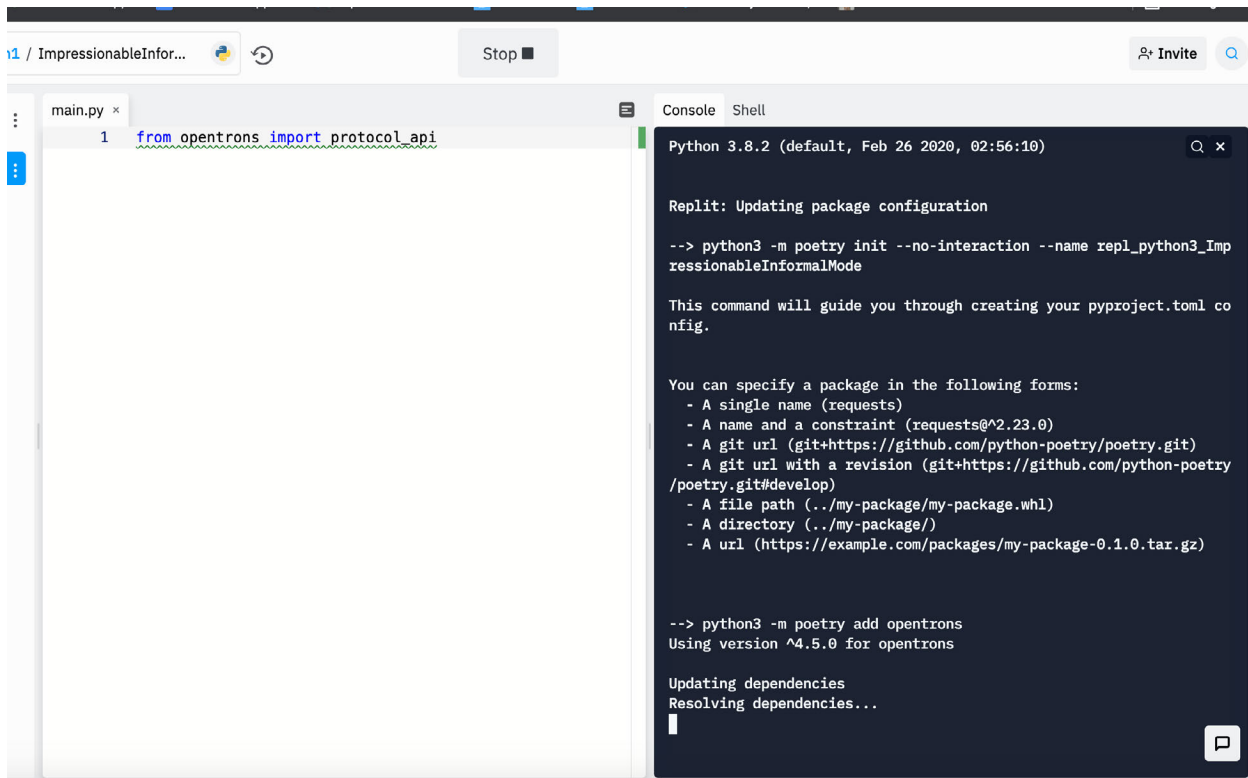 n1 / ImpressionableInfor...
Stop
Invite
main.py ×
Console Shell
1 from opentrons import protocol_api
Python 3.8.2 (default, Feb 26 2020, 02:56:10)
Replit: Updating package configuration
--> python3 -m poetry init --no-interaction --name repl_python3_Imp
ressionableInformalMode
This command will guide you through creating your pyproject.toml co
nfig.
You can specify a package in the following forms:
- A single name (requests)
- A name and a constraint (requests@^2.23.0)
- A git url (git+https://github.com/python-poetry/poetry.git)
- A git url with a revision (git+https://github.com/python-poetry
/poetry.git#develop)
- A file path (../my-package/my-package.whl)
- A directory (../my-package/)
- A url (https://example.com/packages/my-package-0.1.0.tar.gz)
--> python3 -m poetry add opentrons
Using version ^4.5.0 for opentrons
Updating dependencies
Resolving dependencies...